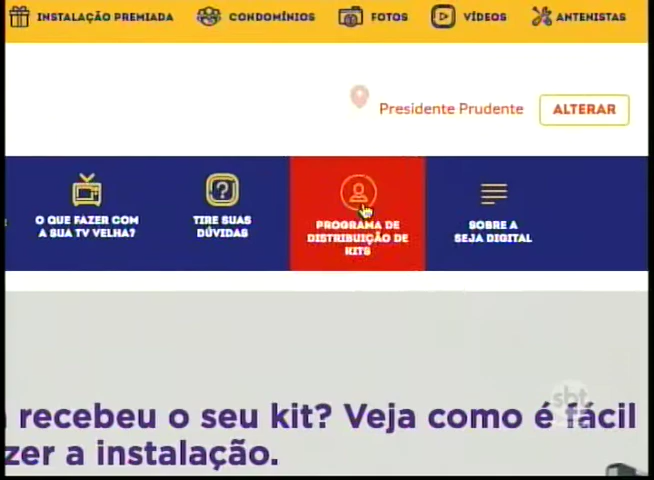 INSTALAÇÃO PREMIADA
CONDOMÍNIOS
FOTOS
VÍDEOS
ANTENISTAS
Presidente Prudente
ALTERAR
O QUE FAZER COM
A SUA TV VELHA?
TIRE SUAS
DÚVIDAS
PROGRAMA DE
DISTRIBUIÇÃO DE
KITS
SOBRE A
SEJA DIGITAL
recebeu o seu kit? Veja como é fácil
zer a instalação.
sbt